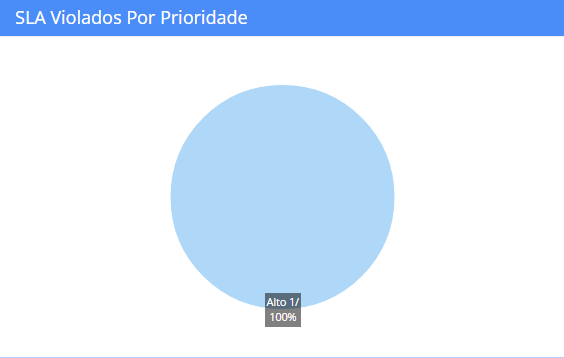 SLA Violados Por Prioridade
Alto 1/
100%